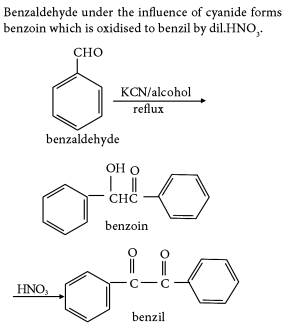 Benzaldehyde under the influence of cyanide forms
benzoin which is oxidised to benzil by dil.HNO₃.
CHO
KCN/alcohol
reflux
benzaldehyde
OH O
CHC
benzoin
O O
HNO₃
C C
benzil